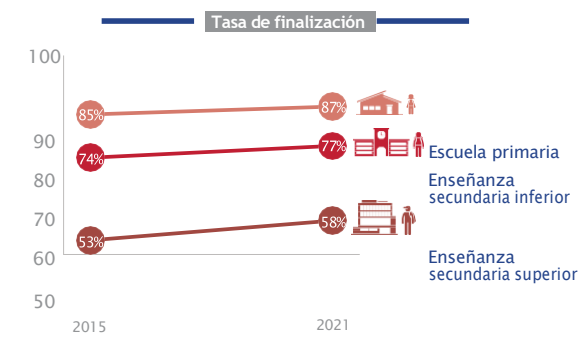 Tasa de finalización
100
90
80
70
60
50
85%
87%
74%
77%
53%
58%
Escuela primaria
Enseñanza
secundaria inferior
Enseñanza
secundaria superior
2015
2021